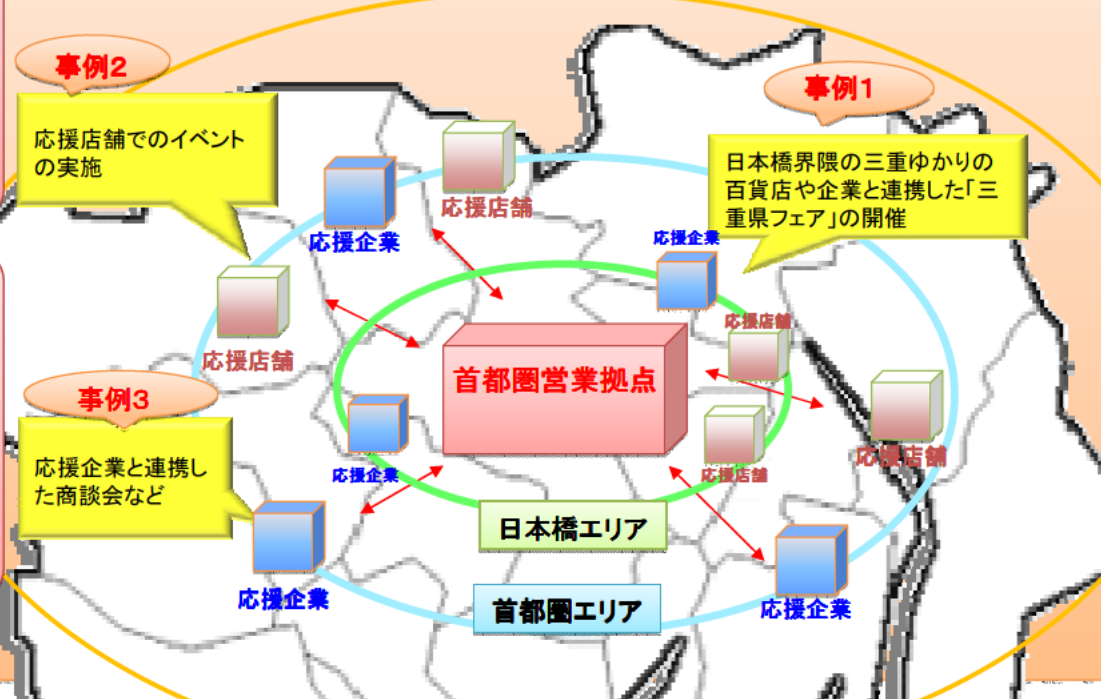 事例2
応援店舗でのイベント
の実施
事例1
日本橋界隈の三重ゆかりの
百貨店や企業と連携した「三
重県フェア」の開催
応援店舗
応援企業
応援企業
応援店舗
応援店舗
首都圏営業拠点
事例3
応援企業と連携し
た商談会など
応援企業
応援店舗
応援店舗
日本橋エリア
応援企業
首都圏エリア
応援企業